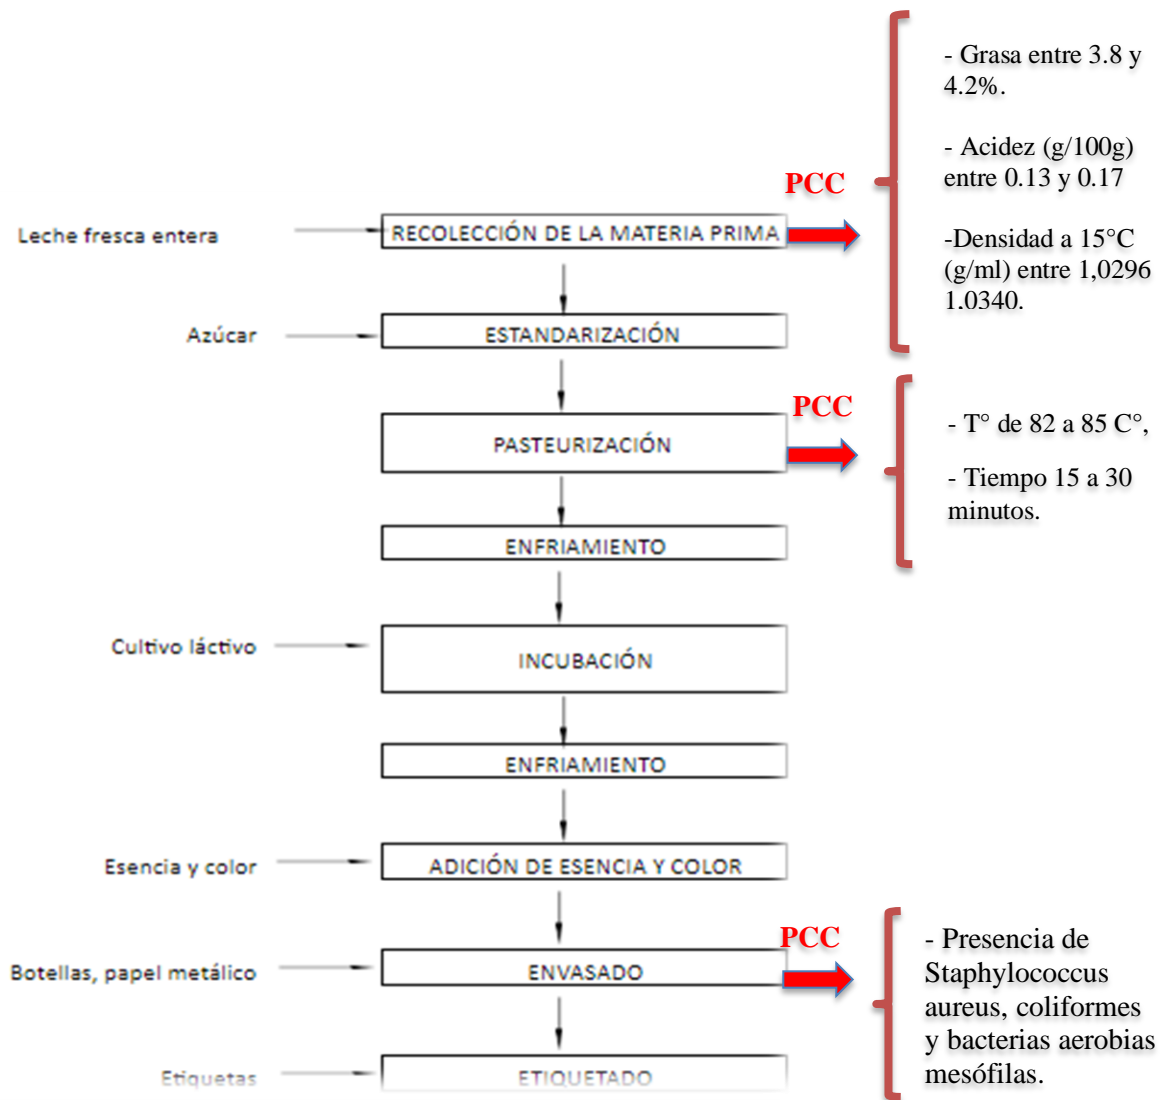 - Grasa entre 3.8 y
4.2%.
- Acidez (g/100g)
entre 0.13 y 0.17
-Densidad a 15°C
(g/ml) entre 1,0296
1.0340.
PCC
Leche fresca entera
RECOLECCIÓN DE LA MATERIA PRIMA
Azúcar
ESTANDARIZACIÓN
PCC
PASTEURIZACIÓN
- T° de 82 a 85 C°,
- Tiempo 15 a 30
minutos.
ENFRIAMIENTO
Cultivo láctivo
INCUBACIÓN
ENFRIAMIENTO
Esencia y color
ADICIÓN DE ESENCIA Y COLOR
PCC
Botellas, papel metálico
ENVASADO
- Presencia de
Staphylococcus
aureus, coliformes
y bacterias aerobias
mesófilas.
Etiquetas
ETIQUETADO